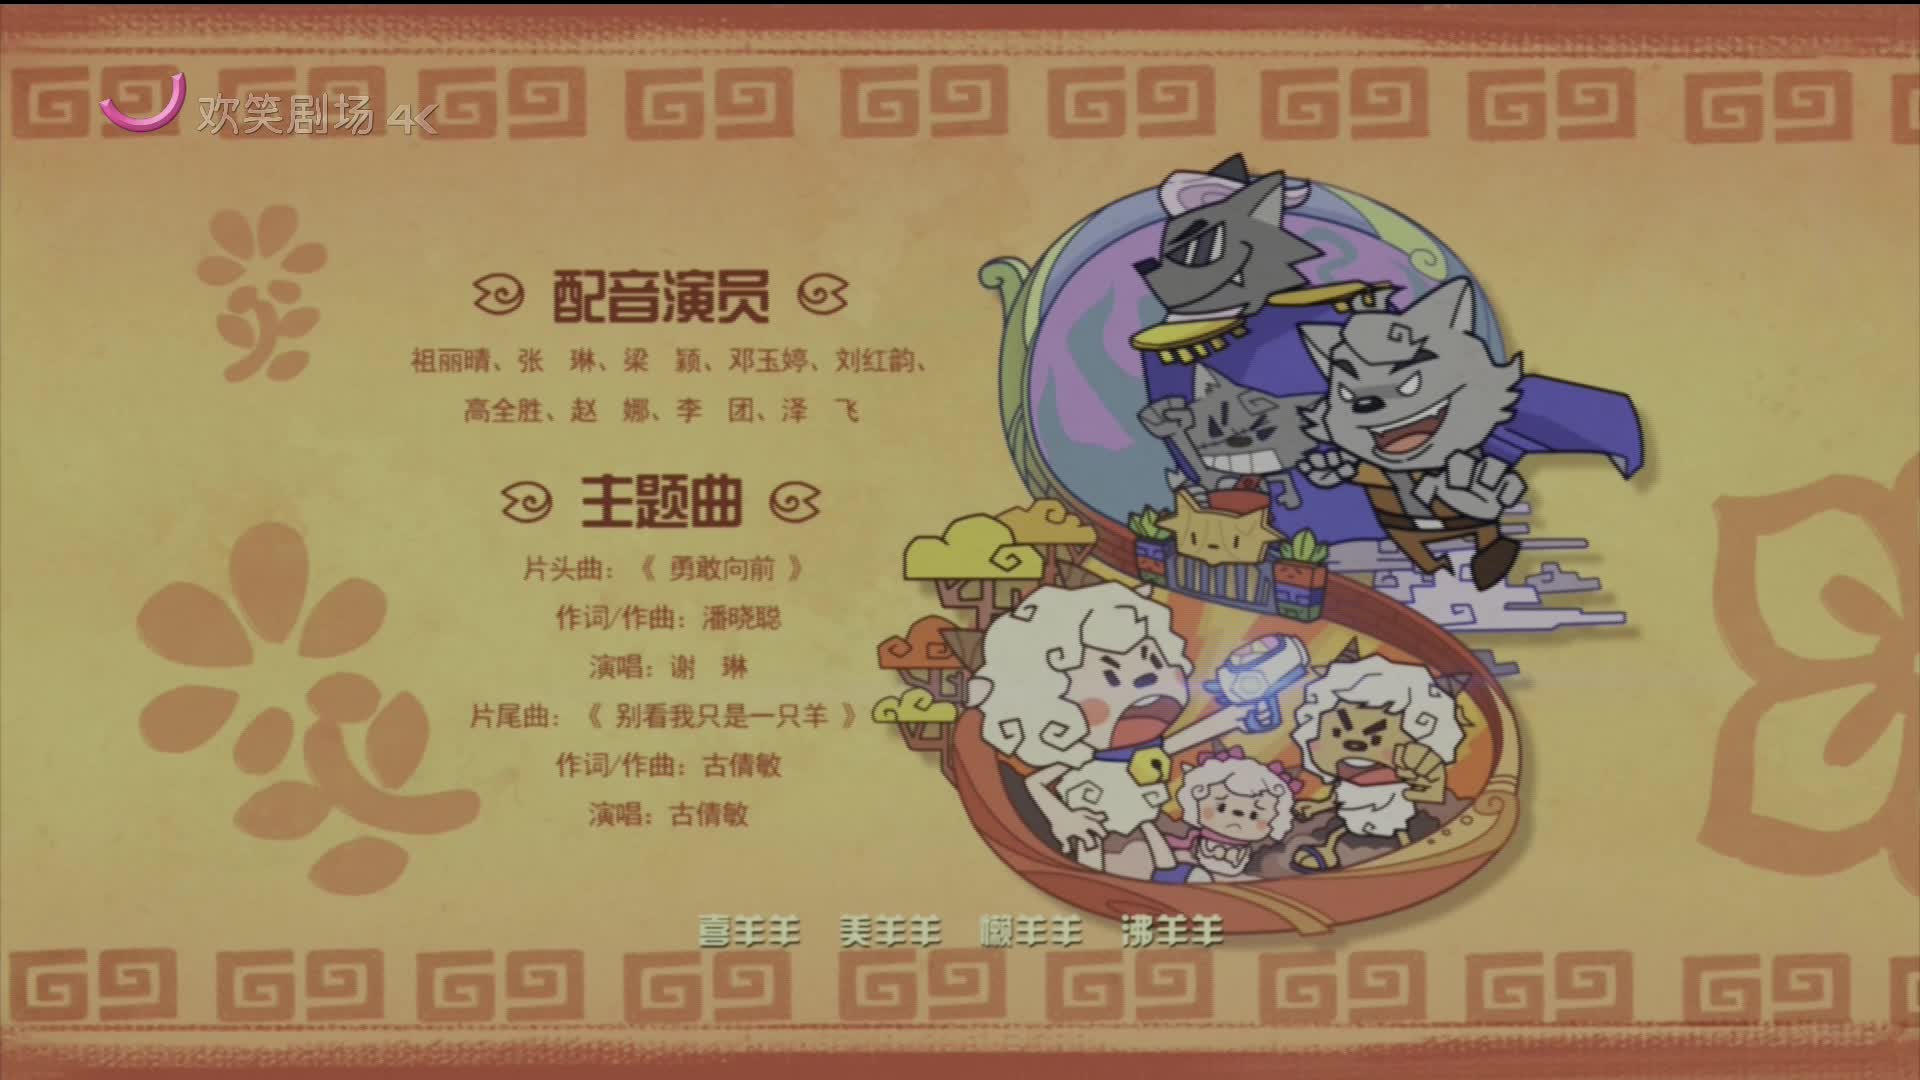 欢笑剧场 4K
配音演员
祖丽晴、张　琳、梁　颖、邓玉婷、刘红韵、
高全胜、赵　娜、李　团、泽　飞
主题曲
片头曲：《 勇敢向前 》
作词/作曲：潘晓聪
演唱：谢　琳
片尾曲：《 别看我只是一只羊 》
作词/作曲：古倩敏
演唱：古倩敏
喜羊羊　美羊羊　懒羊羊　沸羊羊